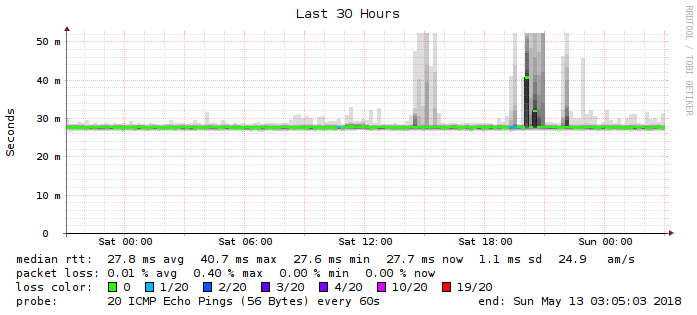 Last 30 Hours
RRDTOOL / TOBI OETIKER
50 m
40 m
30 m
20 m
10 m
0
Seconds
Sat 00:00 Sat 06:00 Sat 12:00 Sat 18:00 Sun 00:00
median rtt: 27.8 ms avg 40.7 ms max 27.6 ms min 27.7 ms now 1.1 ms sd 24.9 am/s
packet loss: 0.01 % avg 0.40 % max 0.00 % min 0.00 % now
loss color: 0 1/20 2/20 3/20 4/20 10/20 19/20
probe: 20 ICMP Echo Pings (56 Bytes) every 60s end: Sun May 13 03:05:03 2018